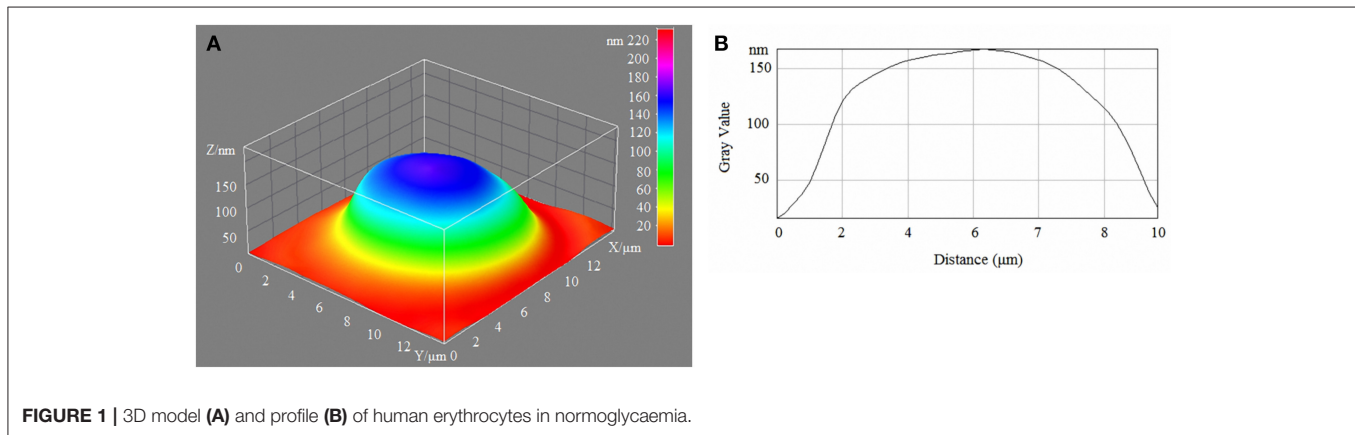 A
nm 220
200
180
160
140
120
100
80
60
40
20
Z/nm
150
100
50
0
2
4
6
8
10
12
Y/μm 0
2
4
6
8
10
12
X/μm
B
nm
150
100
50
Gray Value
0 2 4 6 7 8 10
Distance (μm)
FIGURE 1 | 3D model (A) and profile (B) of human erythrocytes in normoglycaemia.